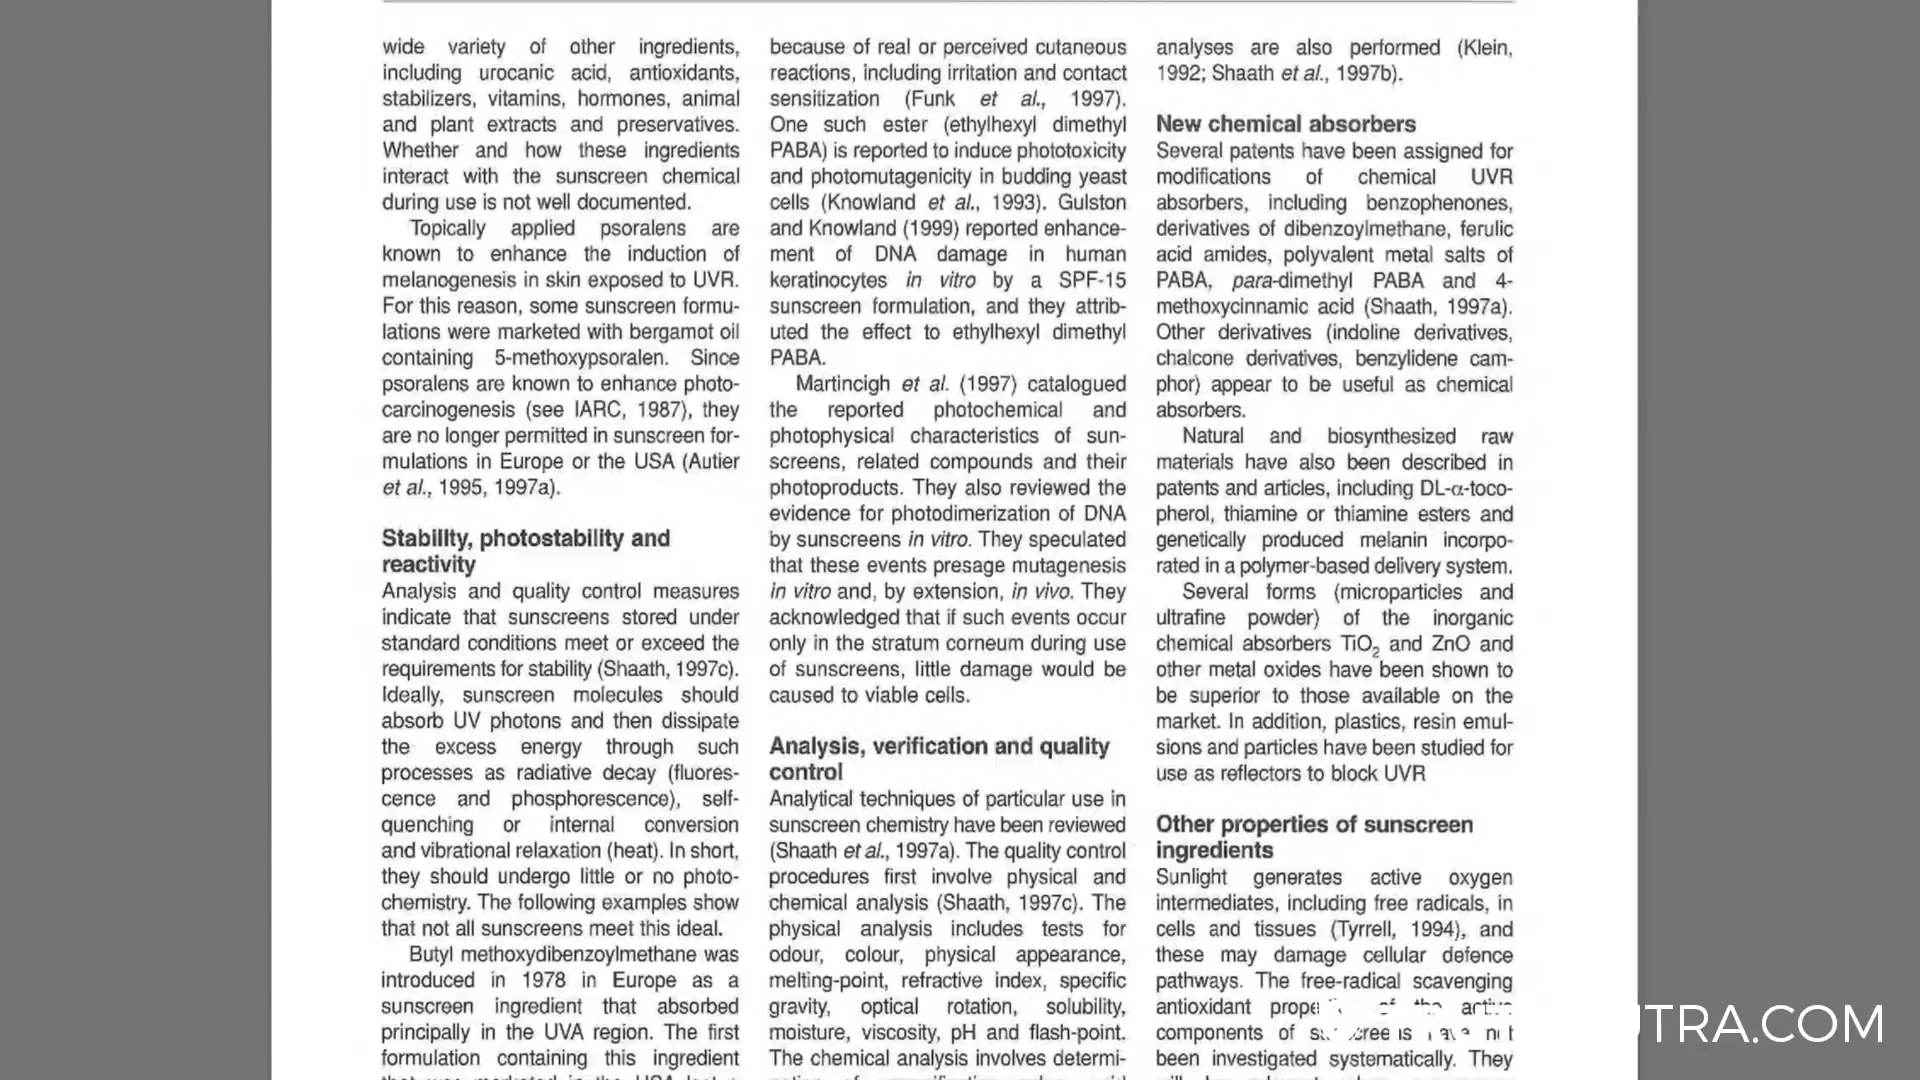 wide variety of other ingredients,
including urocanic acid, antioxidants,
stabilizers, vitamins, hormones, animal
and plant extracts and preservatives.
Whether and how these ingredients
interact with the sunscreen chemical
during use is not well documented.
Topically applied psoralens are
known to enhance the induction of
melanogenesis in skin exposed to UVR.
For this reason, some sunscreen formu-
lations were marketed with bergamot oil
containing 5-methoxypsoralen. Since
psoralens are known to enhance photo-
carcinogenesis (see IARC, 1987), they
are no longer permitted in sunscreen for-
mulations in Europe or the USA (Autier
et al., 1995, 1997a).
Stability, photostability and
reactivity
Analysis and quality control measures
indicate that sunscreens stored under
standard conditions meet or exceed the
requirements for stability (Shaath, 1997c).
Ideally, sunscreen molecules should
absorb UV photons and then dissipate
the excess energy through such
processes as radiative decay (fluores-
cence and phosphorescence), self-
quenching or internal conversion
and vibrational relaxation (heat). In short,
they should undergo little or no photo-
chemistry. The following examples show
that not all sunscreens meet this ideal.
Butyl methoxydibenzoylmethane was
introduced in 1978 in Europe as a
sunscreen ingredient that absorbed
principally in the UVA region. The first
formulation containing this ingredient
because of real or perceived cutaneous
reactions, including irritation and contact
sensitization (Funk et al., 1997).
One such ester (ethylhexyl dimethyl
PABA) is reported to induce phototoxicity
and photomutagenicity in budding yeast
cells (Knowland et al., 1993). Gulston
and Knowland (1999) reported enhance-
ment of DNA damage in human
keratinocytes in vitro by a SPF-15
sunscreen formulation, and they attrib-
uted the effect to ethylhexyl dimethyl
PABA.
Martincigh et al. (1997) catalogued
the reported photochemical and
photophysical characteristics of sun-
screens, related compounds and their
photoproducts. They also reviewed the
evidence for photodimerization of DNA
by sunscreens in vitro. They speculated
that these events presage mutagenesis
in vitro and, by extension, in vivo. They
acknowledged that if such events occur
only in the stratum corneum during use
of sunscreens, little damage would be
caused to viable cells.
Analysis, verification and quality
control
Analytical techniques of particular use in
sunscreen chemistry have been reviewed
(Shaath et al., 1997a). The quality control
procedures first involve physical and
chemical analysis (Shaath, 1997c). The
physical analysis includes tests for
odour, colour, physical appearance,
melting-point, refractive index, specific
gravity, optical rotation, solubility,
moisture, viscosity, pH and flash-point.
The chemical analysis involves determi-
analyses are also performed (Klein,
1992; Shaath et al., 1997b).
New chemical absorbers
Several patents have been assigned for
modifications of chemical UVR
absorbers, including benzophenones,
derivatives of dibenzoylmethane, ferulic
acid amides, polyvalent metal salts of
PABA, para-dimethyl PABA and 4-
methoxycinnamic acid (Shaath, 1997a).
Other derivatives (indoline derivatives,
chalcone derivatives, benzylidene cam-
phor) appear to be useful as chemical
absorbers.
Natural and biosynthesized raw
materials have also been described in
patents and articles, including DL-α-toco-
pherol, thiamine or thiamine esters and
genetically produced melanin incorpo-
rated in a polymer-based delivery system.
Several forms (microparticles and
ultrafine powder) of the inorganic
chemical absorbers TiO₂ and ZnO and
other metal oxides have been shown to
be superior to those available on the
market. In addition, plastics, resin emul-
sions and particles have been studied for
use as reflectors to block UVR
Other properties of sunscreen
ingredients
Sunlight generates active oxygen
intermediates, including free radicals, in
cells and tissues (Tyrrell, 1994), and
these may damage cellular defence
pathways. The free-radical scavenging
antioxidant
components of
been investigated systematically. They
UTRA.COM